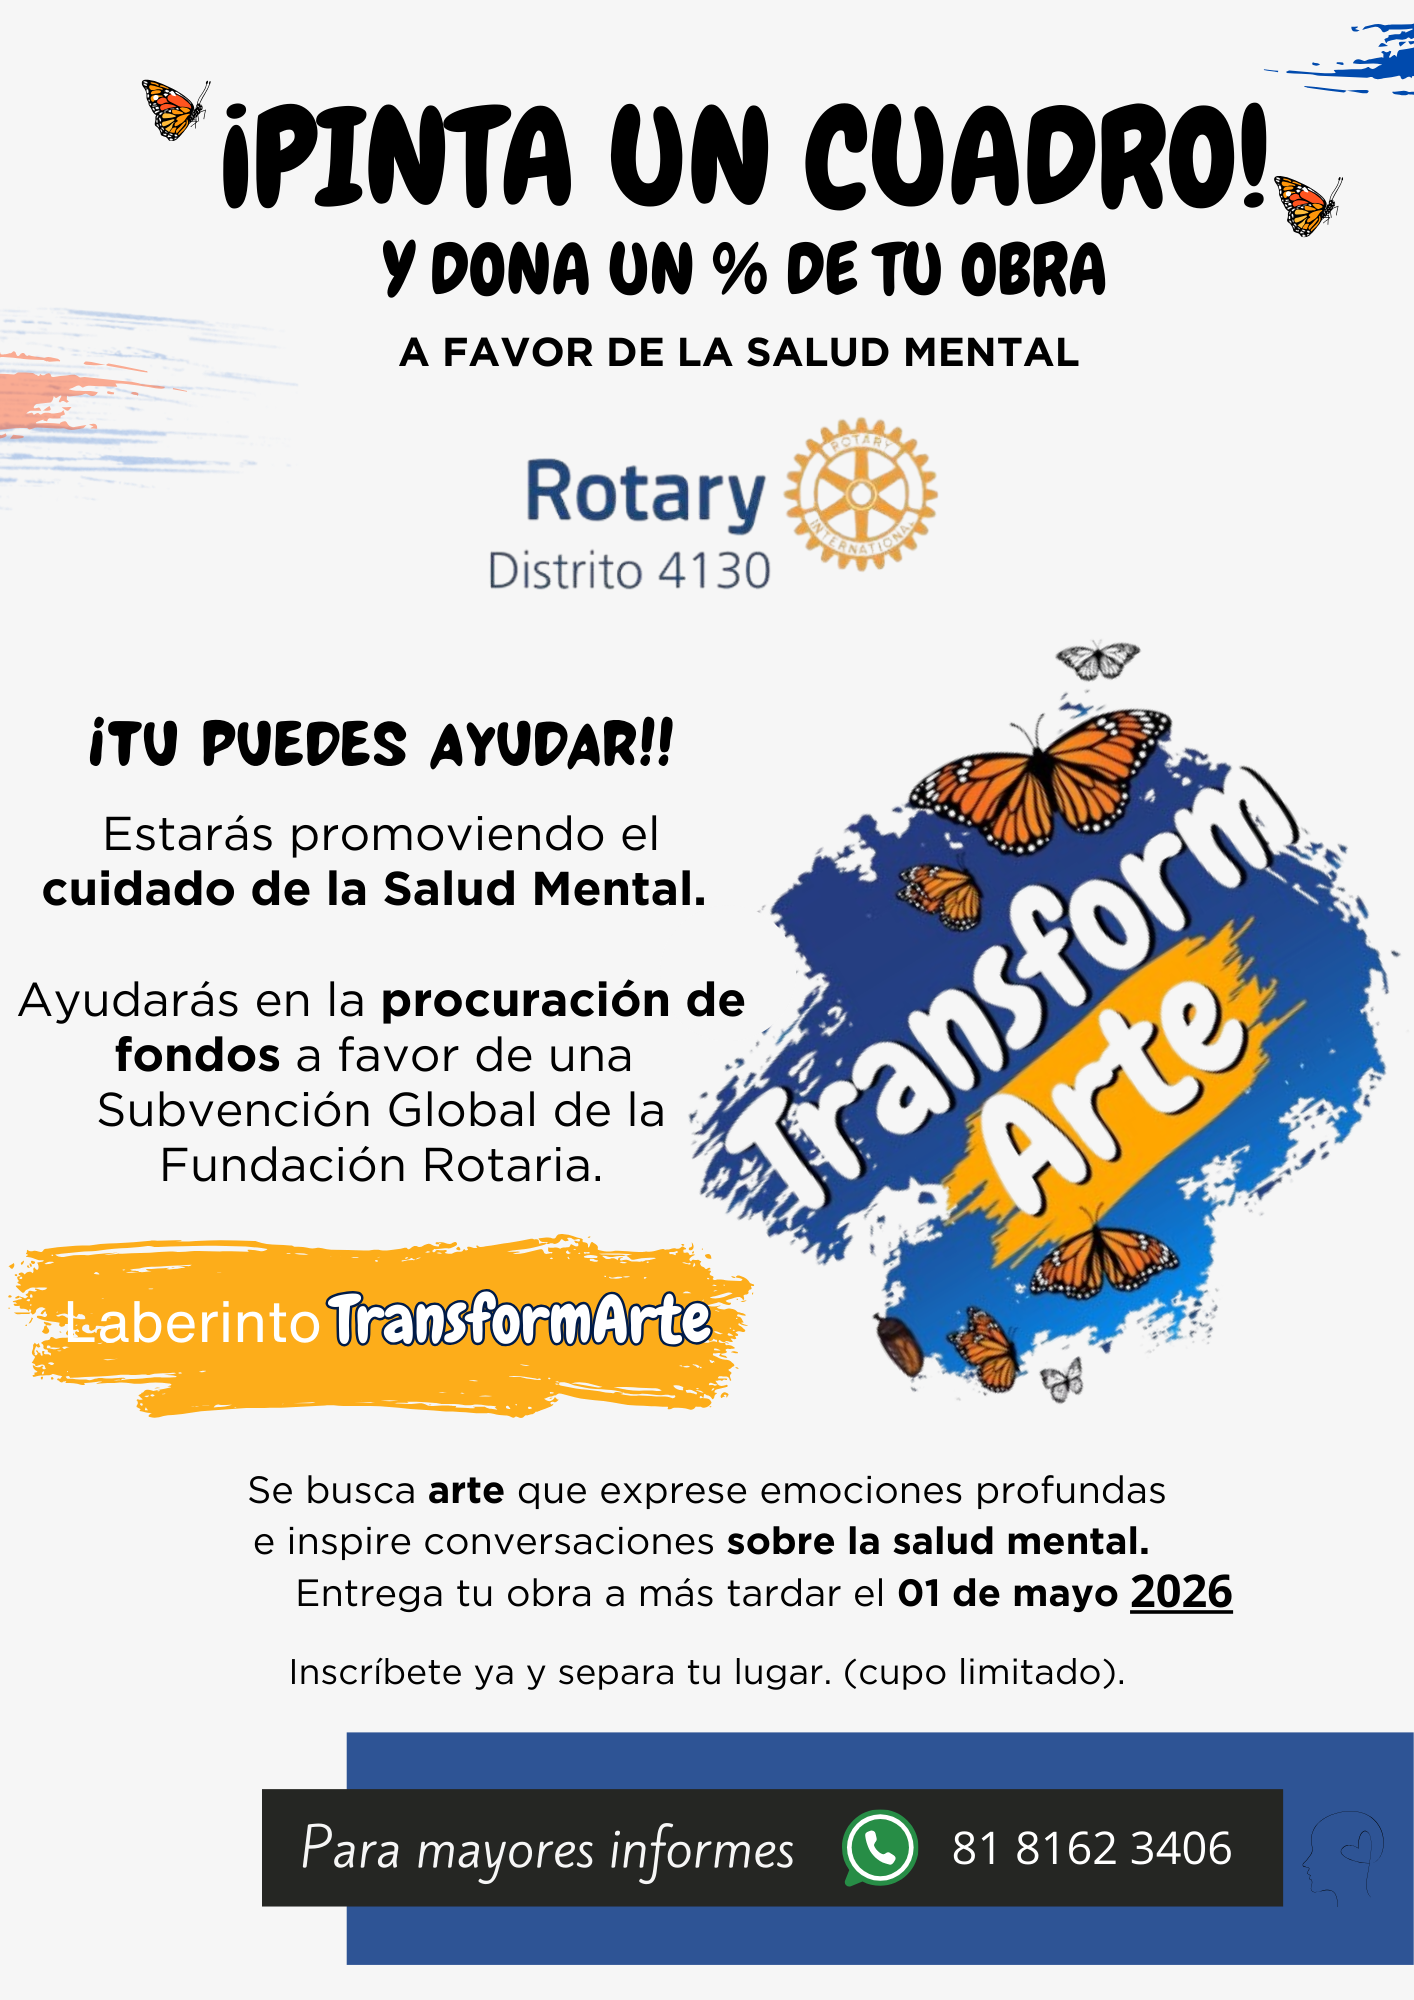 ¡PINTA UN CUADRO!
Y DONA UN % DE TU OBRA
A FAVOR DE LA SALUD MENTAL
Rotary
Distrito 4130
ROTARY
INTERNATIONAL
¡TU PUEDES AYUDAR!!
Estarás promoviendo el
cuidado de la Salud Mental.
Ayudarás en la procuración de
fondos a favor de una
Subvención Global de la
Fundación Rotaria.
Transform
Arte
Laberinto TransformArte
Se busca arte que exprese emociones profundas
e inspire conversaciones sobre la salud mental.
Entrega tu obra a más tardar el 01 de mayo 2026
Inscríbete ya y separa tu lugar. (cupo limitado).
Para mayores informes 81 8162 3406